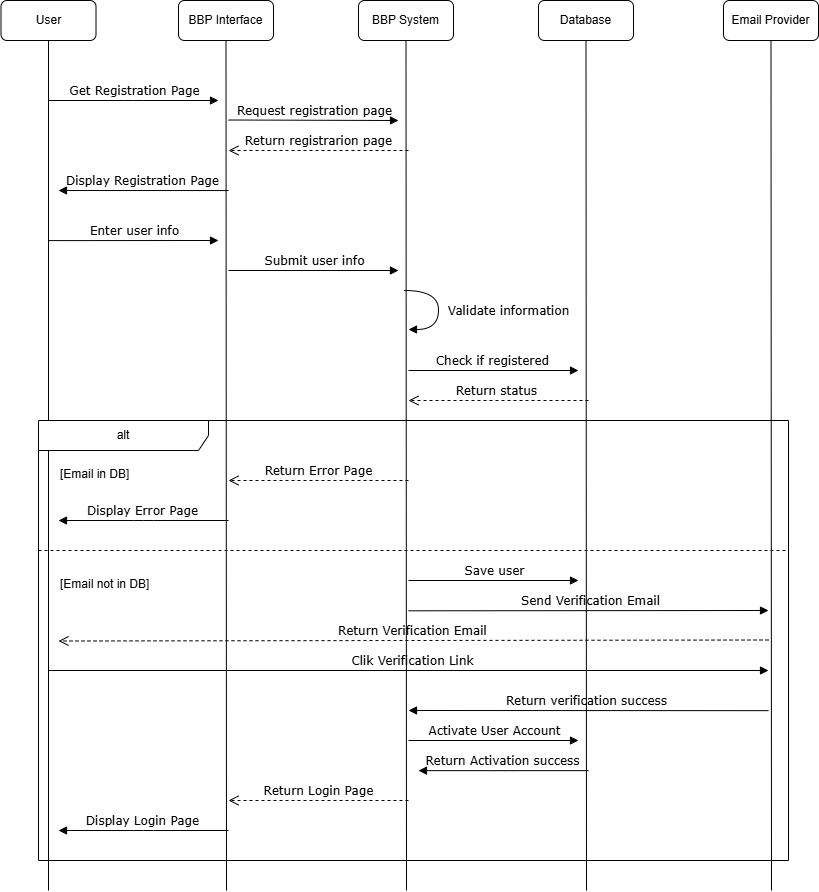 User
BBP Interface
BBP System
Database
Email Provider
Get Registration Page
Request registration page
Return registrarion page
Display Registration Page
Enter user info
Submit user info
Validate information
Check if registered
Return status
alt
[Email in DB]
Return Error Page
Display Error Page
[Email not in DB]
Save user
Send Verification Email
Return Verification Email
Clik Verification Link
Return verification success
Activate User Account
Return Activation success
Return Login Page
Display Login Page